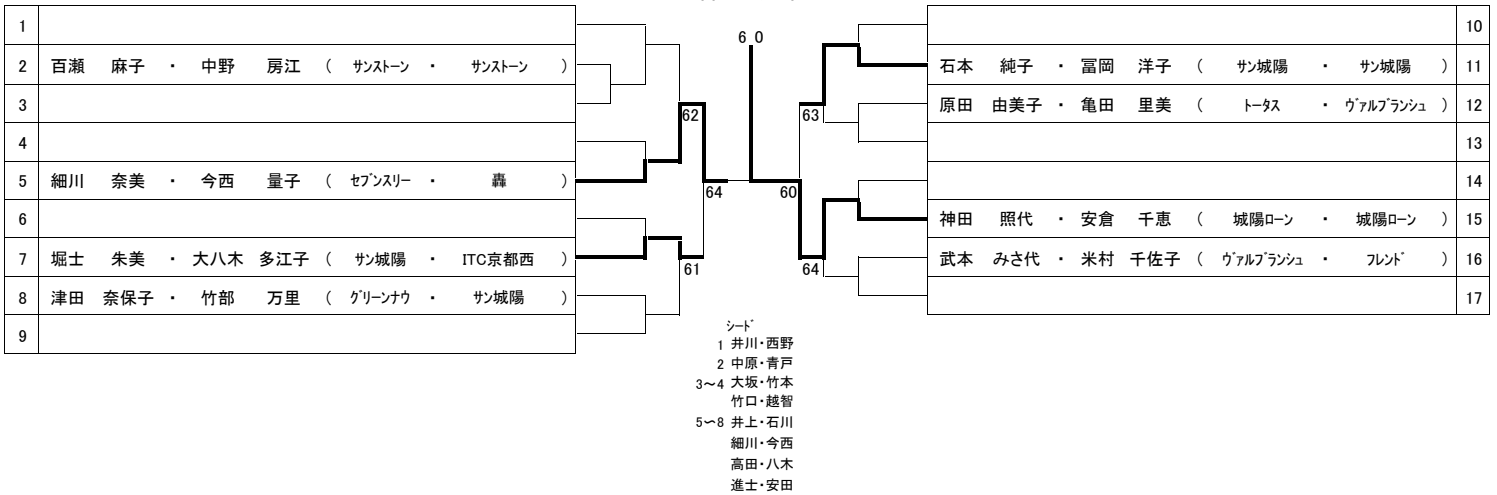 6 0
1
2 百瀬 麻子 ・ 中野 房江 （ サンストーン ・ サンストーン ）
3
4
5 細川 奈美 ・ 今西 量子 （ セブンスリー ・ 轟 ）
6
7 堀士 朱美 ・ 大八木 多江子 （ サン城陽 ・ ITC京都西 ）
8 津田 奈保子 ・ 竹部 万里 （ グリーンナウ ・ サン城陽 ）
9
62
64
61
10
石本 純子 ・ 冨岡 洋子 （ サン城陽 ・ サン城陽 ） 11
原田 由美子 ・ 亀田 里美 （ トータス ・ ヴァルブランシュ ） 12
13
14
神田 照代 ・ 安倉 千恵 （ 城陽ローン ・ 城陽ローン ） 15
武本 みさ代 ・ 米村 千佐子 （ ヴァルブランシュ ・ フレンド ） 16
17
63
60
64
シード
1 井川・西野
2 中原・青戸
3～4 大坂・竹本
竹口・越智
5～8 井上・石川
細川・今西
高田・八木
進士・安田